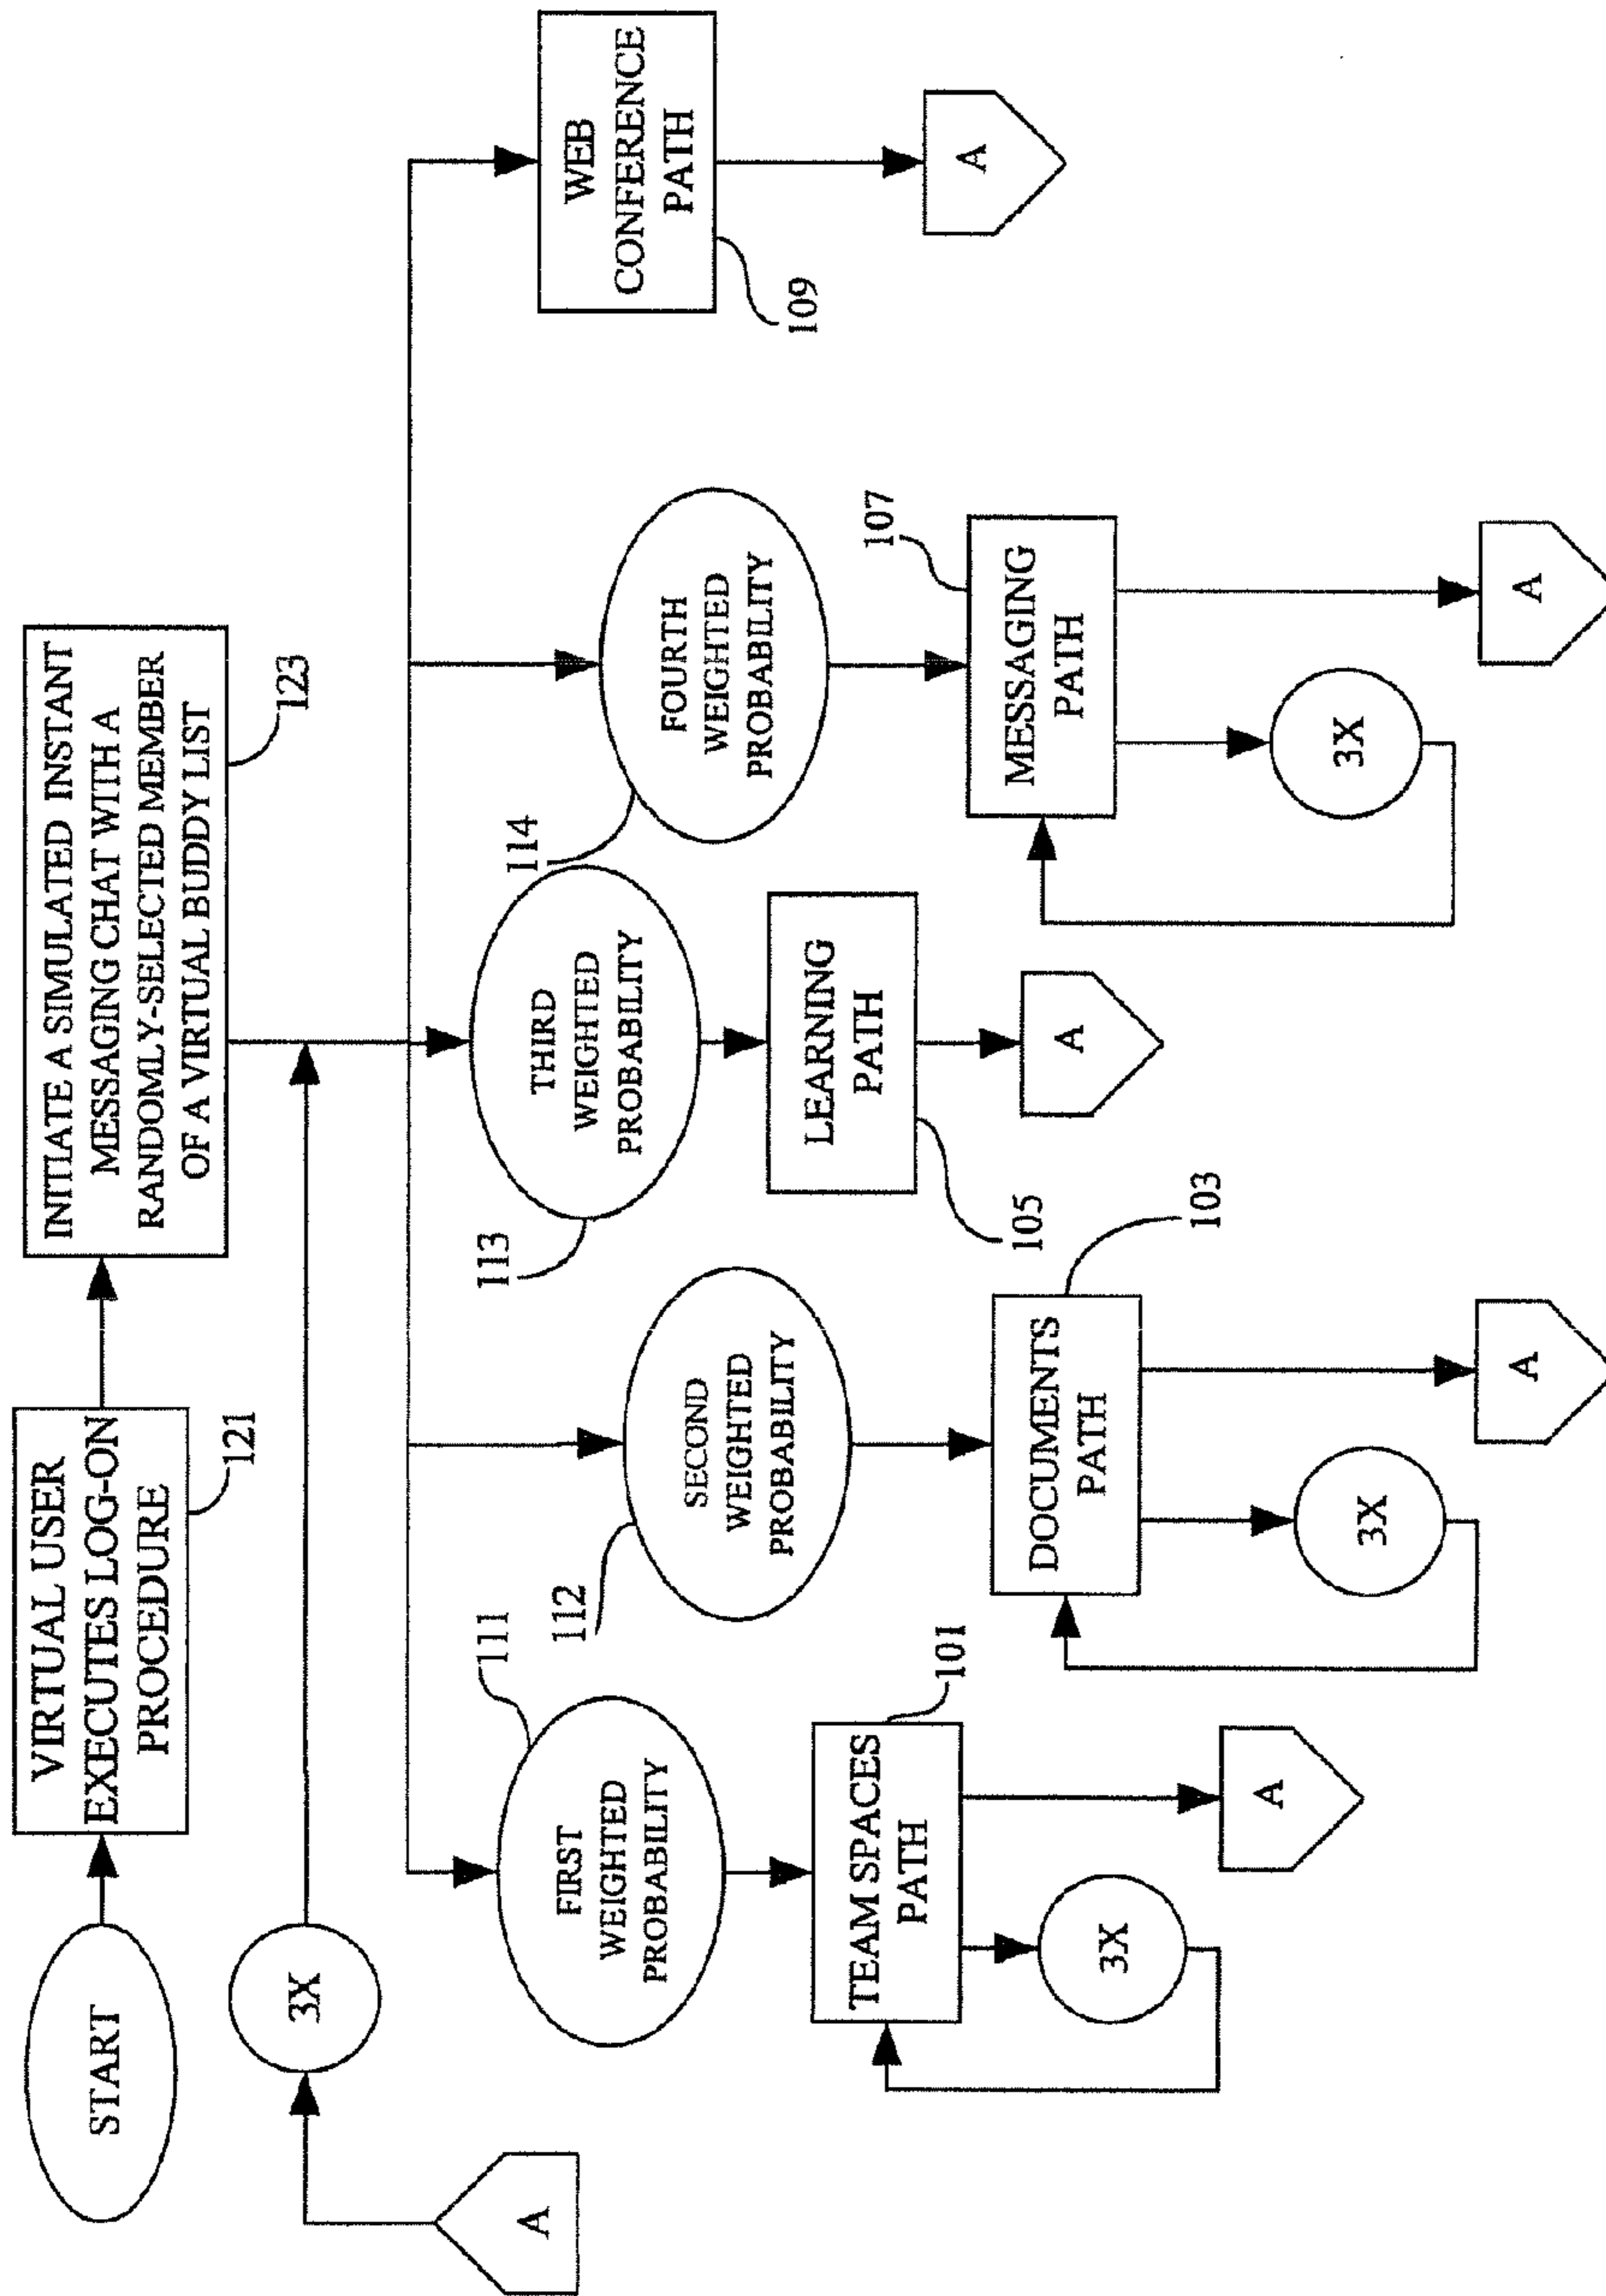 START
VIRTUAL USER
EXECUTES LOG-ON
PROCEDURE
121
INITIATE A SIMULATED INSTANT
MESSAGING CHAT WITH A
RANDOMLY-SELECTED MEMBER
OF A VIRTUAL BUDDY LIST
123
A
3X
FIRST
WEIGHTED
PROBABILITY
111
SECOND
WEIGHTED
PROBABILITY
112
THIRD
WEIGHTED
PROBABILITY
113
FOURTH
WEIGHTED
PROBABILITY
114
WEB
CONFERENCE
PATH
109
TEAM SPACES
PATH
101
DOCUMENTS
PATH
103
LEARNING
PATH
105
MESSAGING
PATH
107
3X
A
3X
A
A
3X
A
A